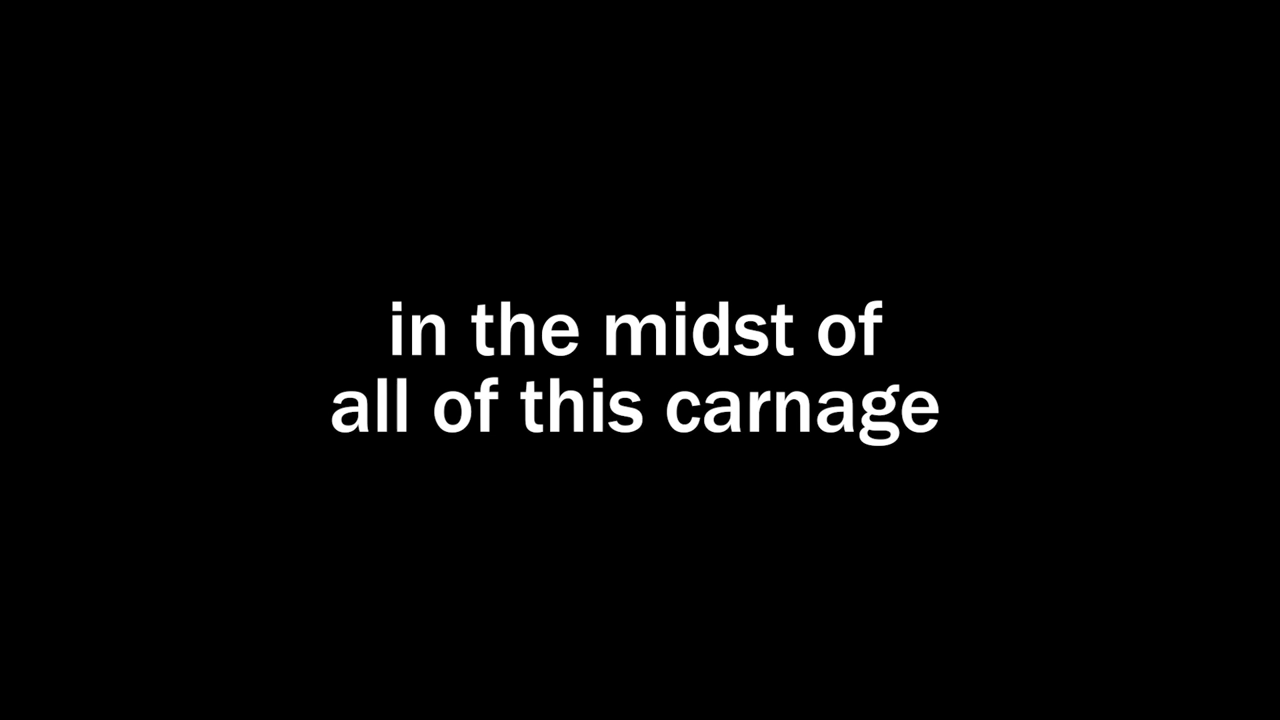 in the midst of
all of this carnage